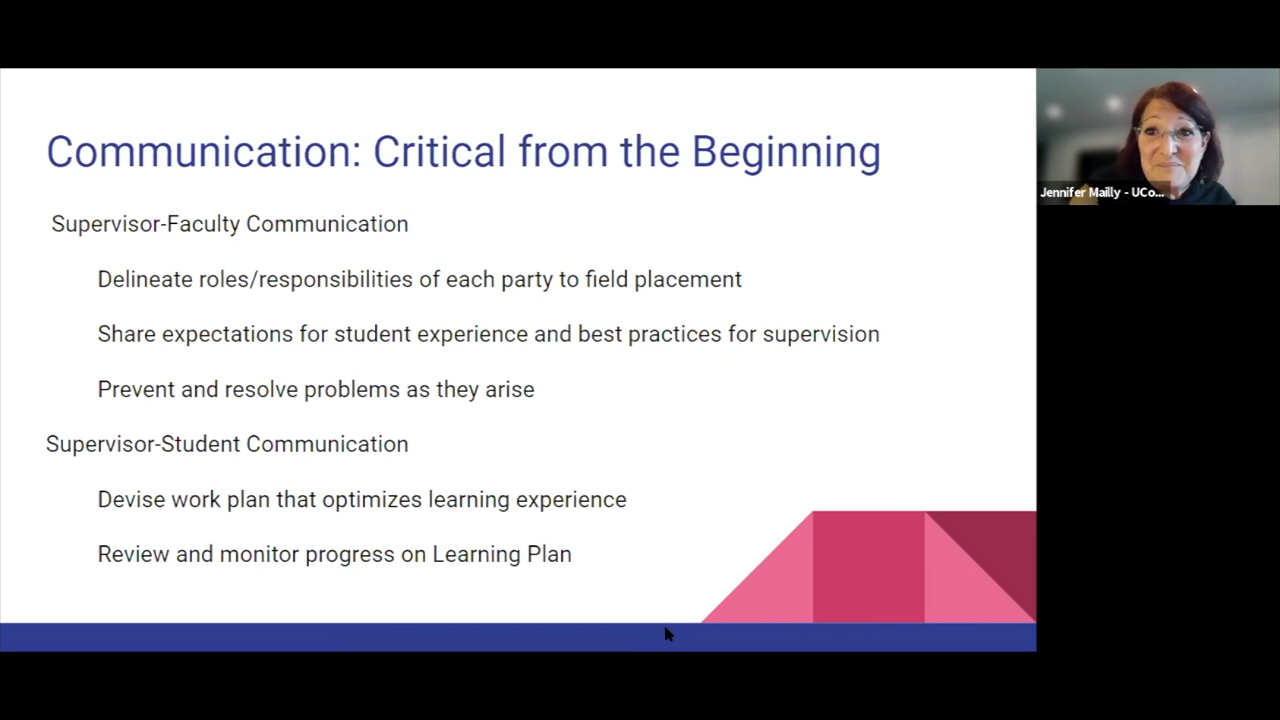 Communication: Critical from the Beginning
Supervisor-Faculty Communication
Delineate roles/responsibilities of each party to field placement
Share expectations for student experience and best practices for supervision
Prevent and resolve problems as they arise
Supervisor-Student Communication
Devise work plan that optimizes learning experience
Review and monitor progress on Learning Plan
Jennifer Mailly - UCo...